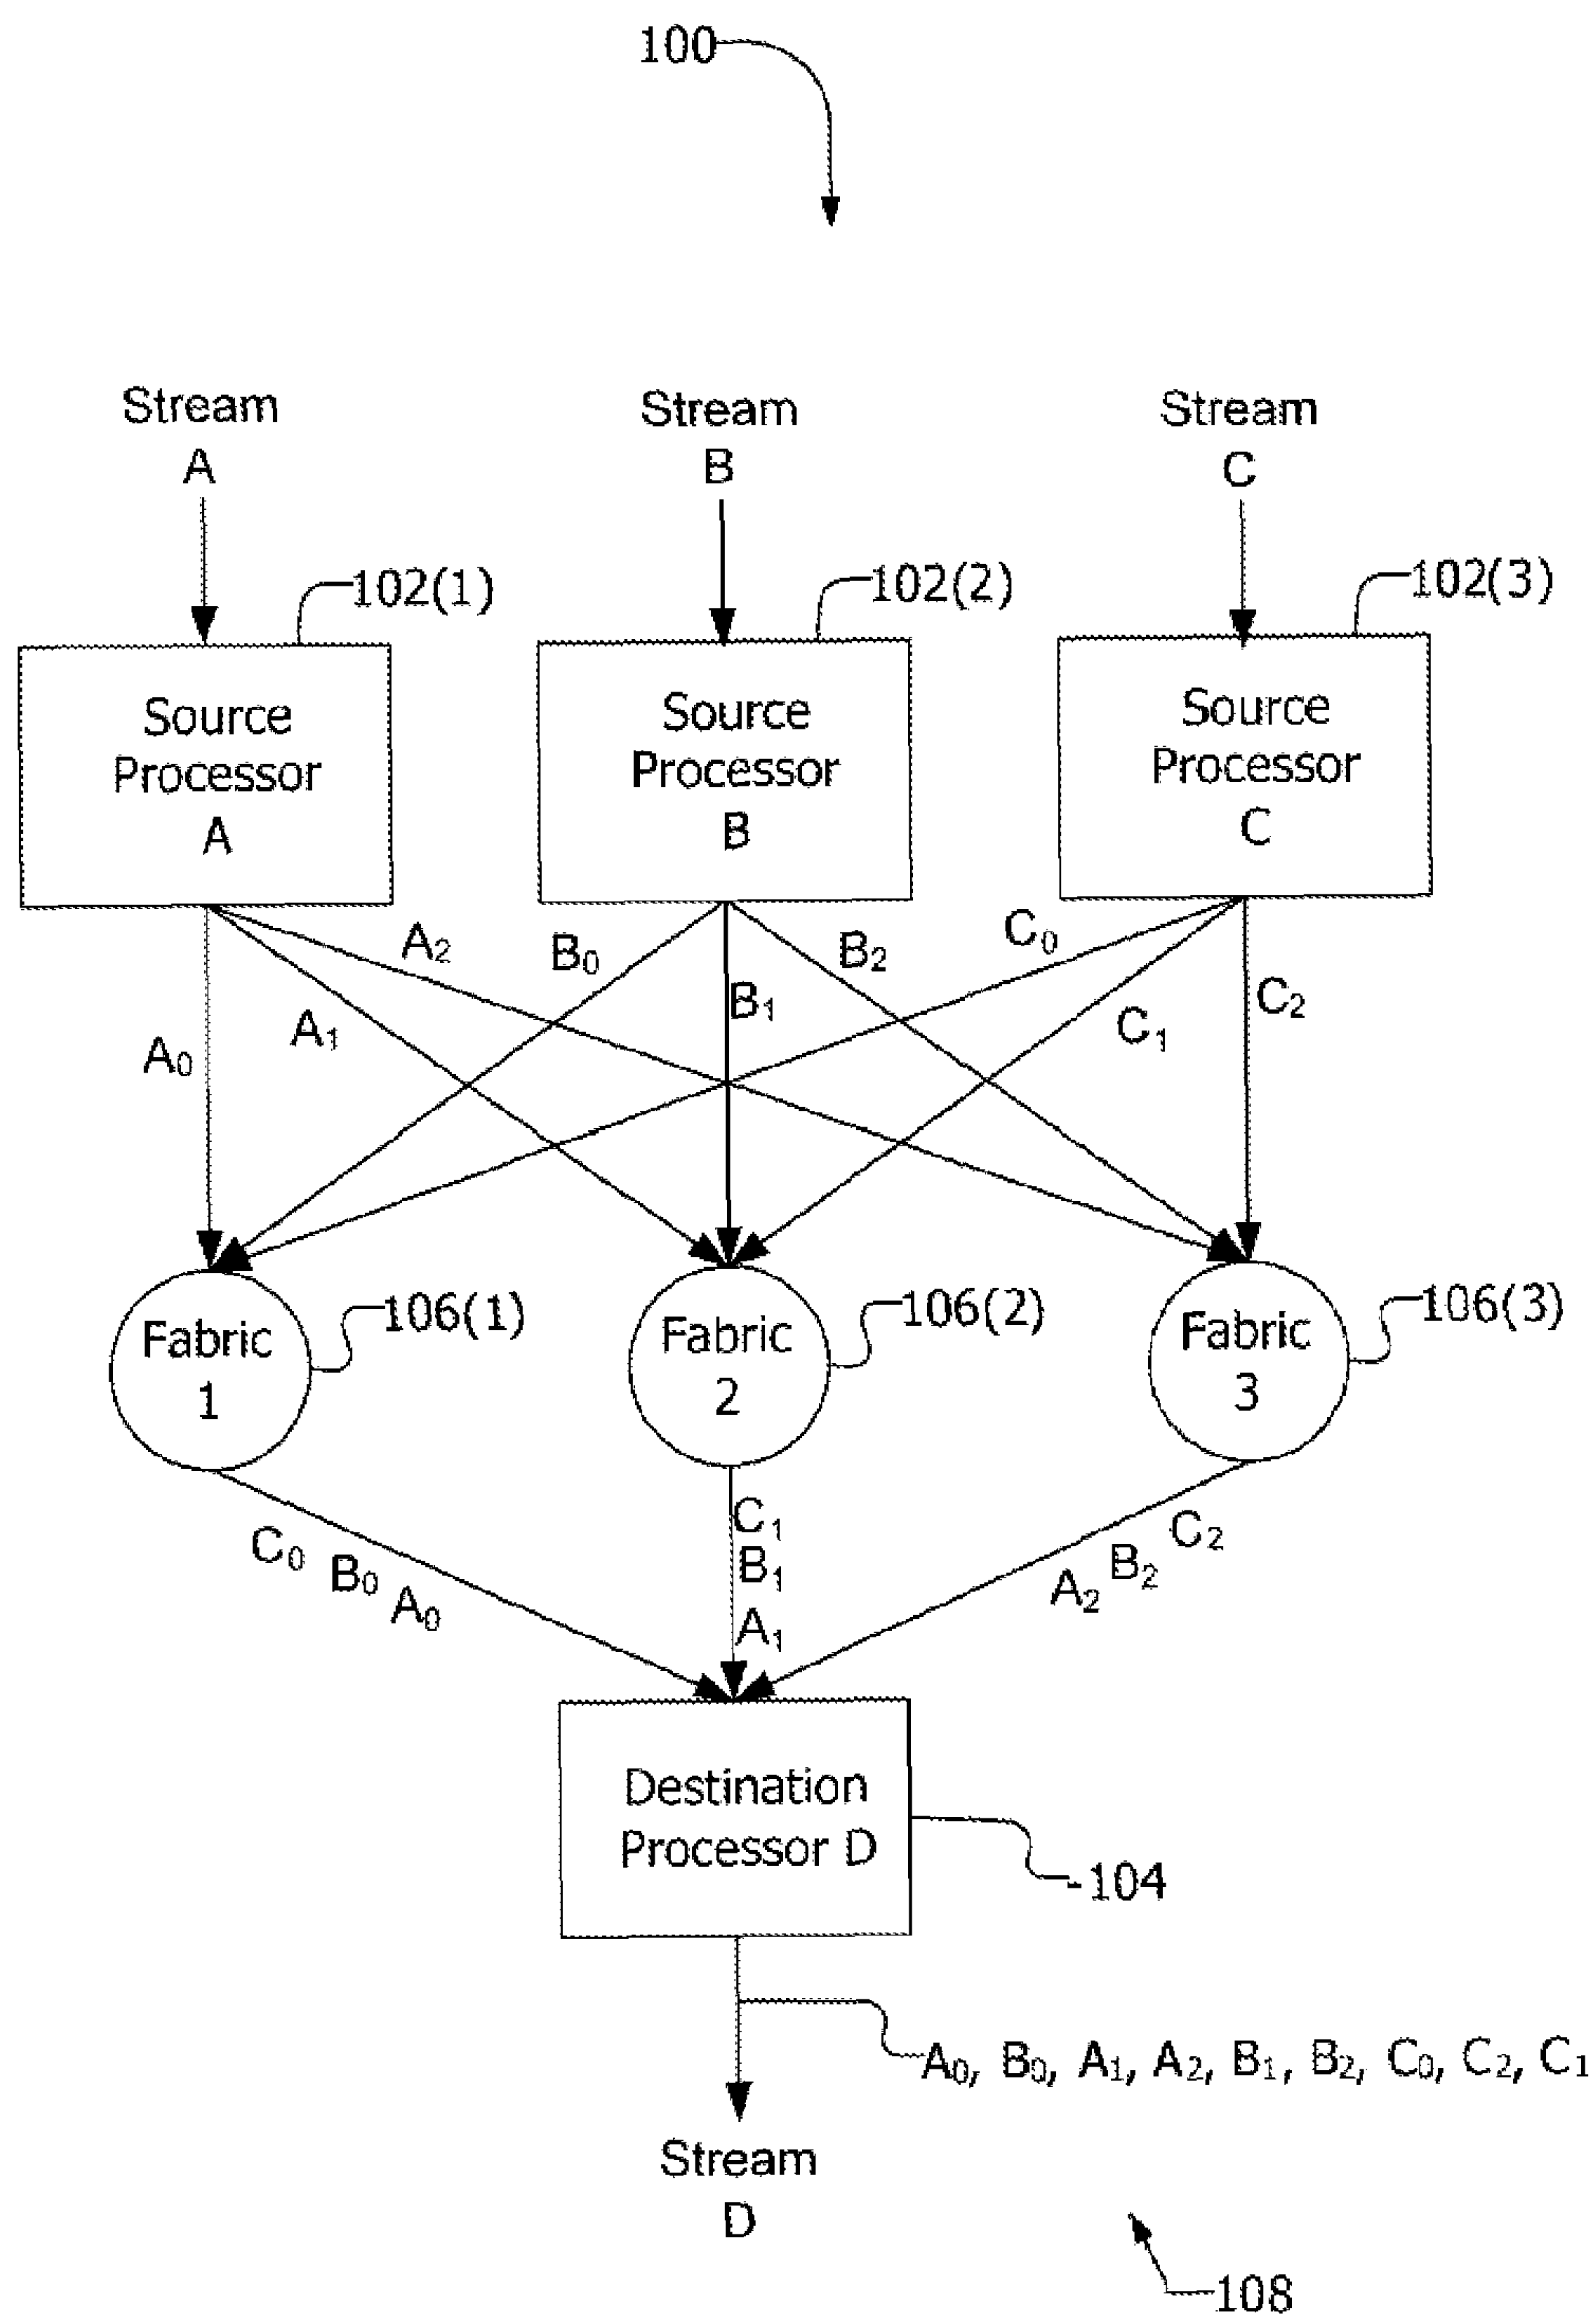 100
Stream
A
Stream
B
Stream
C
102(1)
102(2)
102(3)
Source
Processor
A
Source
Processor
B
Source
Processor
C
A₂
B₀
B₂
C₀
A₀
A₁
B₁
C₁
C₂
Fabric
1
106(1)
Fabric
2
106(2)
Fabric
3
106(3)
C₀
B₀
A₀
C₁
B₁
A₁
A₂
B₂
C₂
Destination
Processor D
104
A₀, B₀, A₁, A₂, B₁, B₂, C₀, C₂, C₁
Stream
D
108